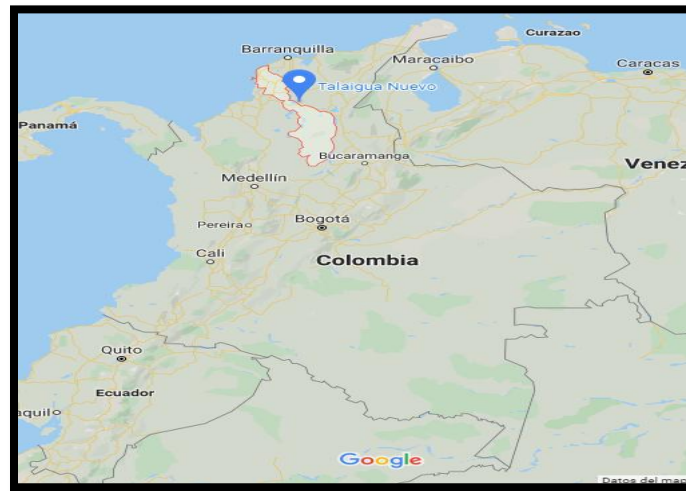 Curazao
Barranquilla
Maracaibo
Caracas
Talaigua Nuevo
Panamá
Bucaramanga
Venez
Medellín
Pereira
Bogotá
Cali
Colombia
Quito
Ecuador
aquil
Google
Datos del map